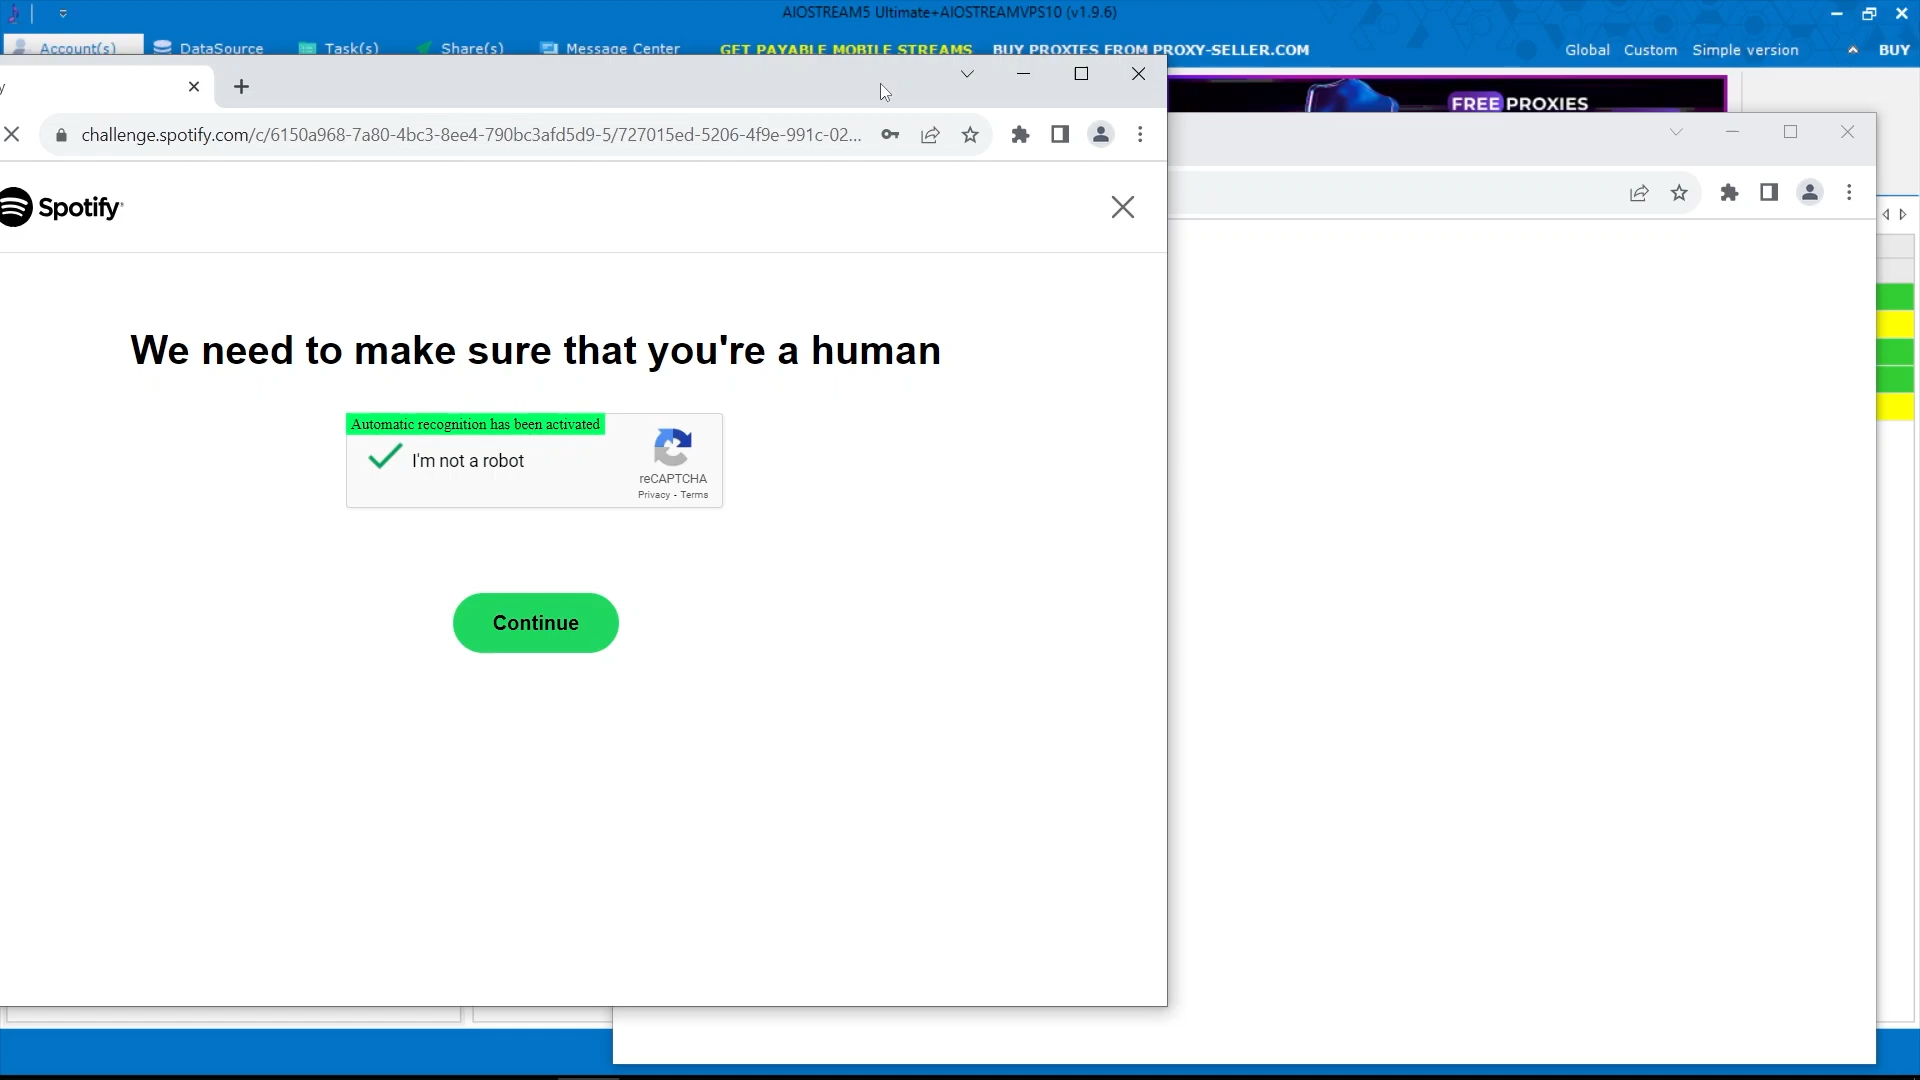 AIOSTREAM5 Ultimate+AIOSTREAMVPS10 (v1.9.6)
Account(s) DataSource Task(s) Share(s) Message Center GET PAYABLE MOBILE STREAMS BUY PROXIES FROM PROXY-SELLER.COM Global Custom Simple version BUY
FREE PROXIES
challenge.spotify.com/c/6150a968-7a80-4bc3-8ee4-790bc3afd5d9-5/727015ed-5206-4f9e-991c-02...
Spotify
We need to make sure that you're a human
Automatic recognition has been activated
I'm not a robot
reCAPTCHA
Privacy - Terms
Continue